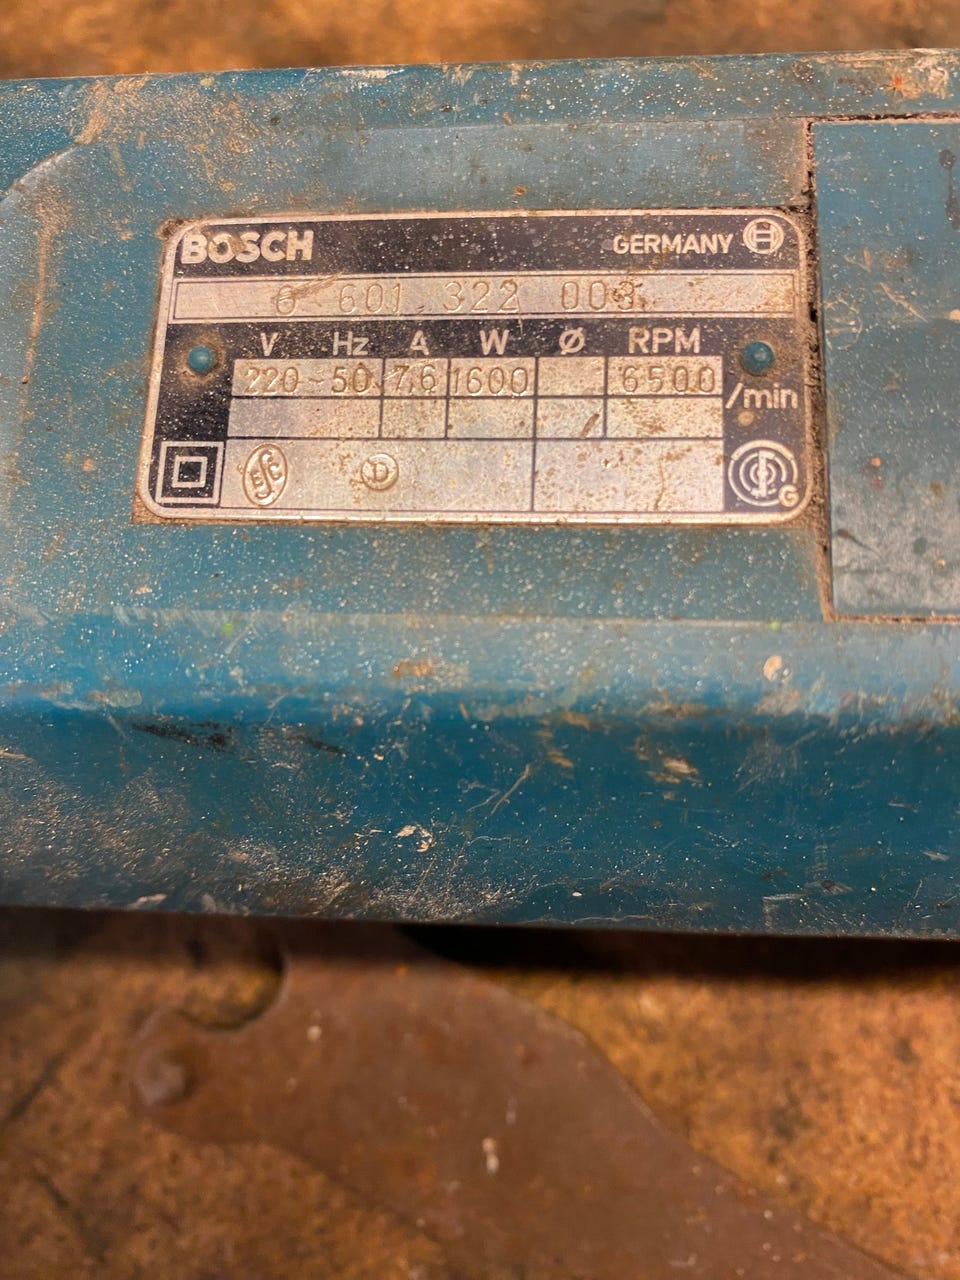 BOSCH GERMANY
0 601 322 003
V Hz A W Ø RPM
220~50 7,6 1600 6500 /min
D
G